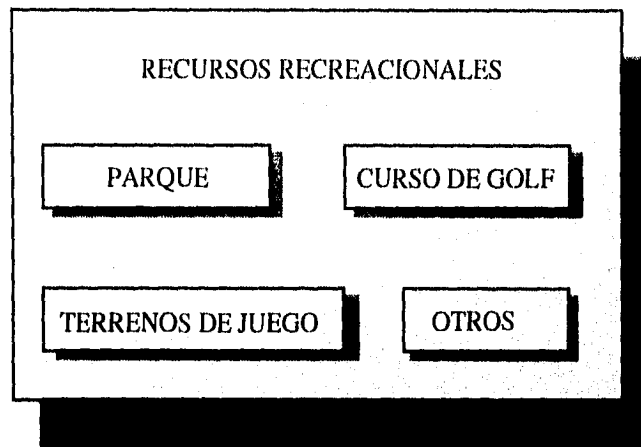 RECURSOS RECREACIONALES
PARQUE
CURSO DE GOLF
TERRENOS DE JUEGO
OTROS